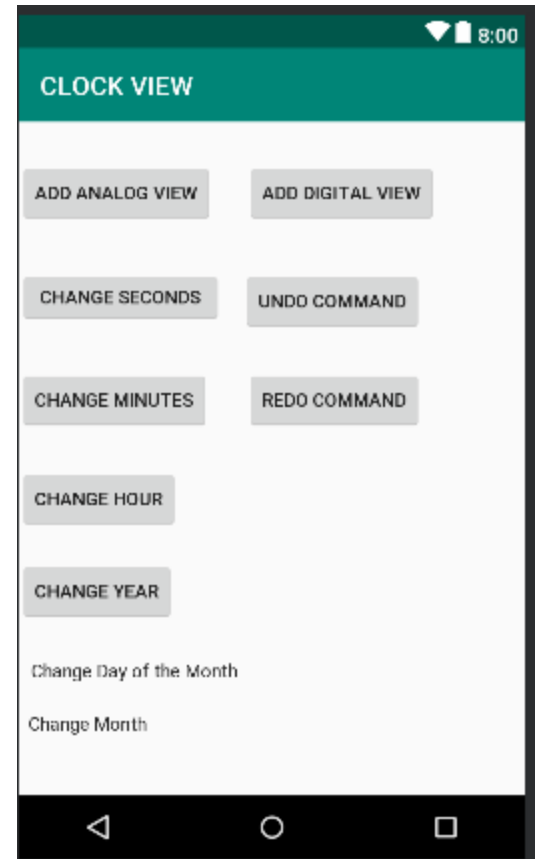 8:00
CLOCK VIEW
ADD ANALOG VIEW ADD DIGITAL VIEW
CHANGE SECONDS UNDO COMMAND
CHANGE MINUTES REDO COMMAND
CHANGE HOUR
CHANGE YEAR
Change Day of the Month
Change Month